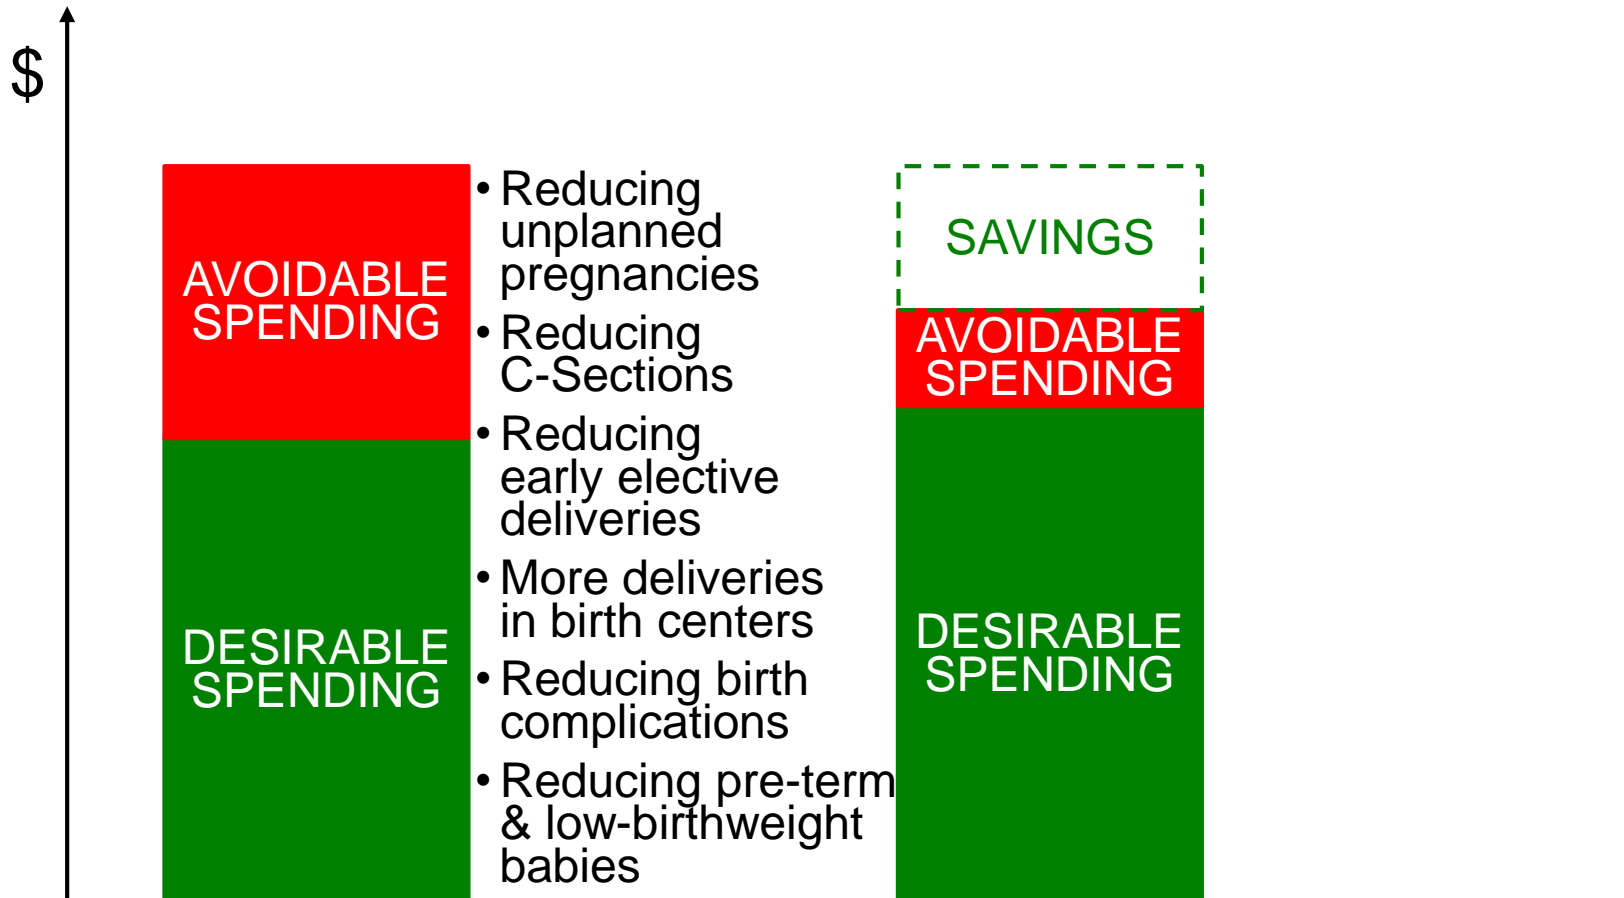 $
AVOIDABLE
SPENDING
DESIRABLE
SPENDING
• Reducing
unplanned
pregnancies
• Reducing
C-Sections
• Reducing
early elective
deliveries
• More deliveries
in birth centers
• Reducing birth
complications
• Reducing pre-term
& low-birthweight
babies
SAVINGS
AVOIDABLE
SPENDING
DESIRABLE
SPENDING